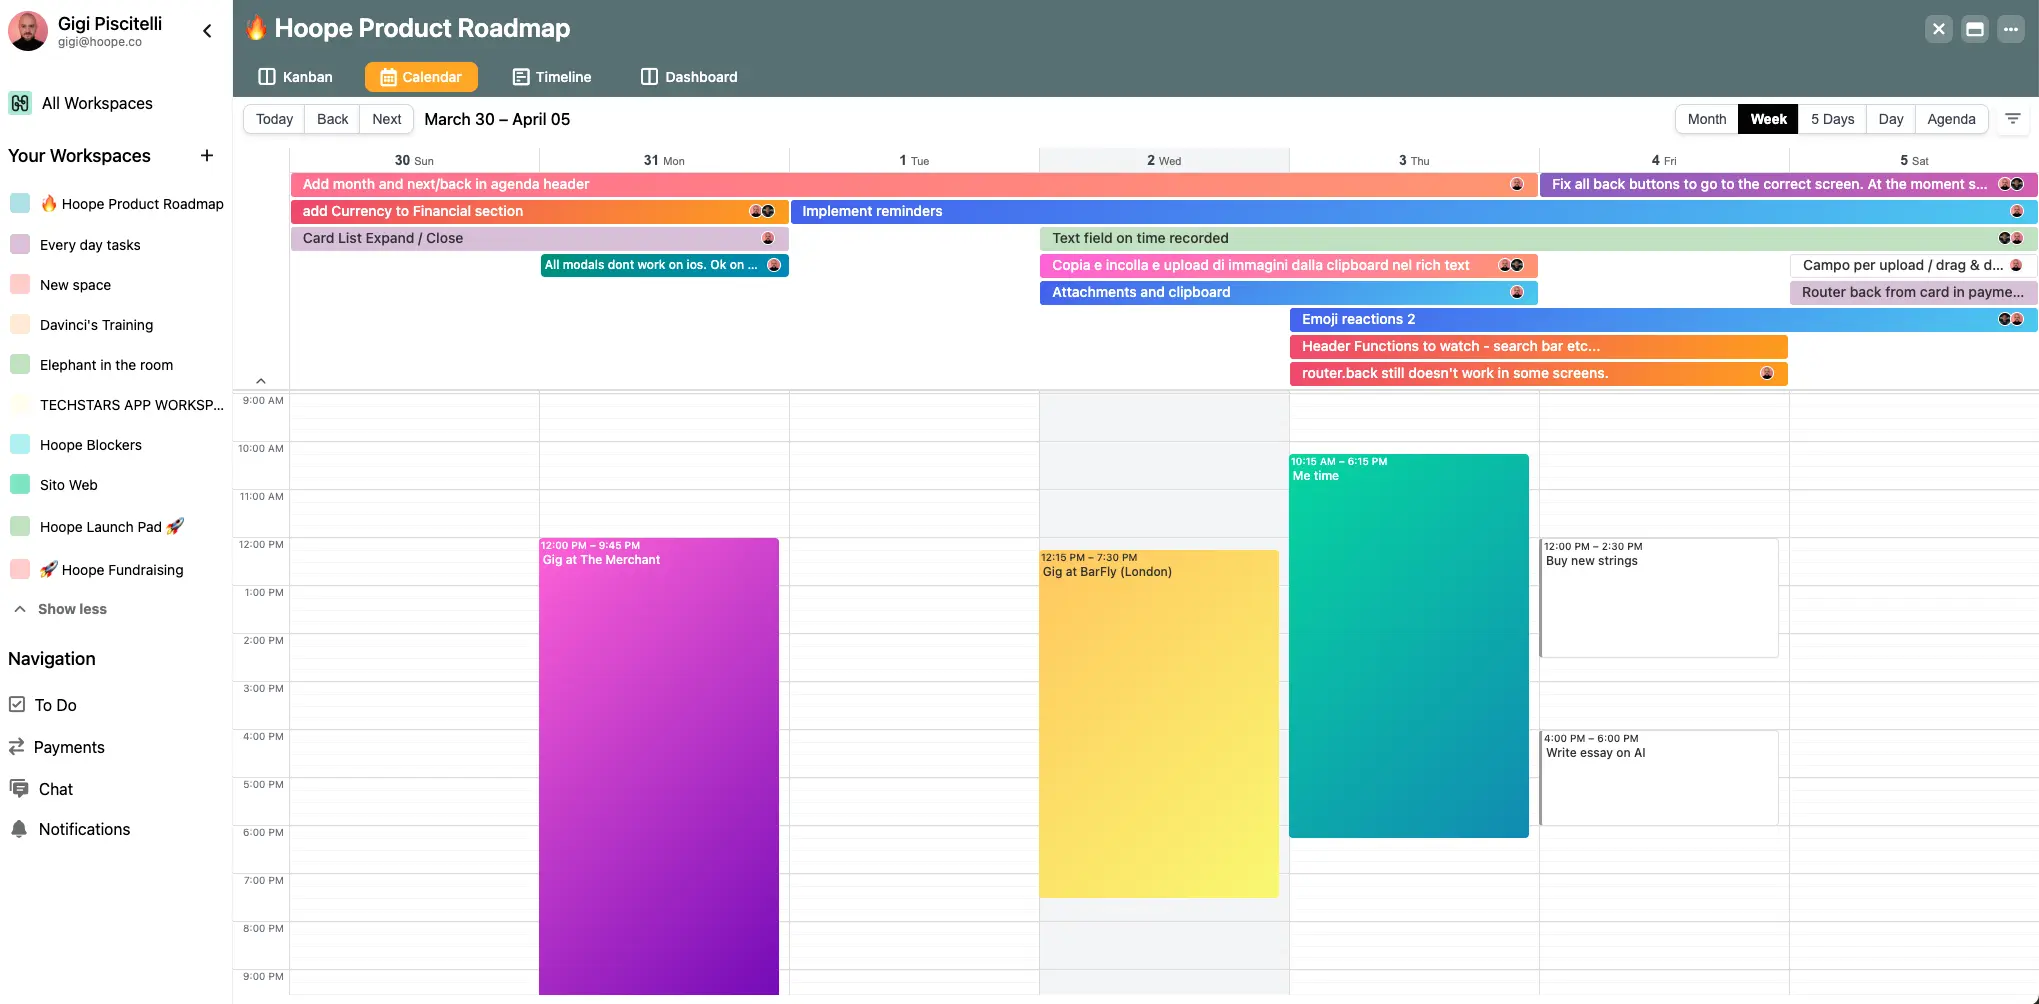 Gigi Piscitelli
gigi@hoope.co
All Workspaces
Your Workspaces
🔥 Hoope Product Roadmap
Every day tasks
New space
Davinci's Training
Elephant in the room
TECHSTARS APP WORKSP...
Hoope Blockers
Sito Web
Hoope Launch Pad 🚀
🚀 Hoope Fundraising
Show less
Navigation
To Do
Payments
Chat
Notifications
🔥 Hoope Product Roadmap
Kanban
Calendar
Timeline
Dashboard
Today Back Next March 30 – April 05
Month Week 5 Days Day Agenda
30 Sun 31 Mon 1 Tue 2 Wed 3 Thu 4 Fri 5 Sat
Add month and next/back in agenda header
Fix all back buttons to go to the correct screen. At the moment s...
add Currency to Financial section
Implement reminders
Card List Expand / Close
Text field on time recorded
All modals dont work on ios. Ok on ...
Copia e incolla e upload di immagini dalla clipboard nel rich text
Campo per upload / drag & d...
Attachments and clipboard
Router back from card in payme...
Emoji reactions 2
Header Functions to watch - search bar etc...
router.back still doesn't work in some screens.
9:00 AM
10:00 AM
11:00 AM
12:00 PM
1:00 PM
2:00 PM
3:00 PM
4:00 PM
5:00 PM
6:00 PM
7:00 PM
8:00 PM
9:00 PM
12:00 PM – 9:45 PM
Gig at The Merchant
12:15 PM – 7:30 PM
Gig at BarFly (London)
10:15 AM – 6:15 PM
Me time
12:00 PM – 2:30 PM
Buy new strings
4:00 PM – 6:00 PM
Write essay on AI